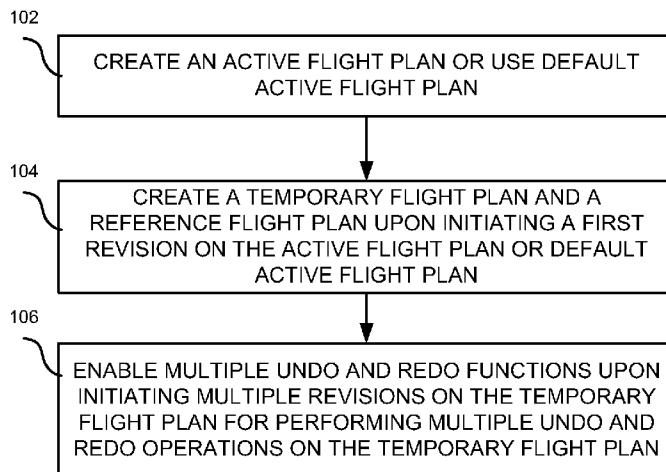 102
CREATE AN ACTIVE FLIGHT PLAN OR USE DEFAULT
ACTIVE FLIGHT PLAN
104
CREATE A TEMPORARY FLIGHT PLAN AND A
REFERENCE FLIGHT PLAN UPON INITIATING A FIRST
REVISION ON THE ACTIVE FLIGHT PLAN OR DEFAULT
ACTIVE FLIGHT PLAN
106
ENABLE MULTIPLE UNDO AND REDO FUNCTIONS UPON
INITIATING MULTIPLE REVISIONS ON THE TEMPORARY
FLIGHT PLAN FOR PERFORMING MULTIPLE UNDO AND
REDO OPERATIONS ON THE TEMPORARY FLIGHT PLAN